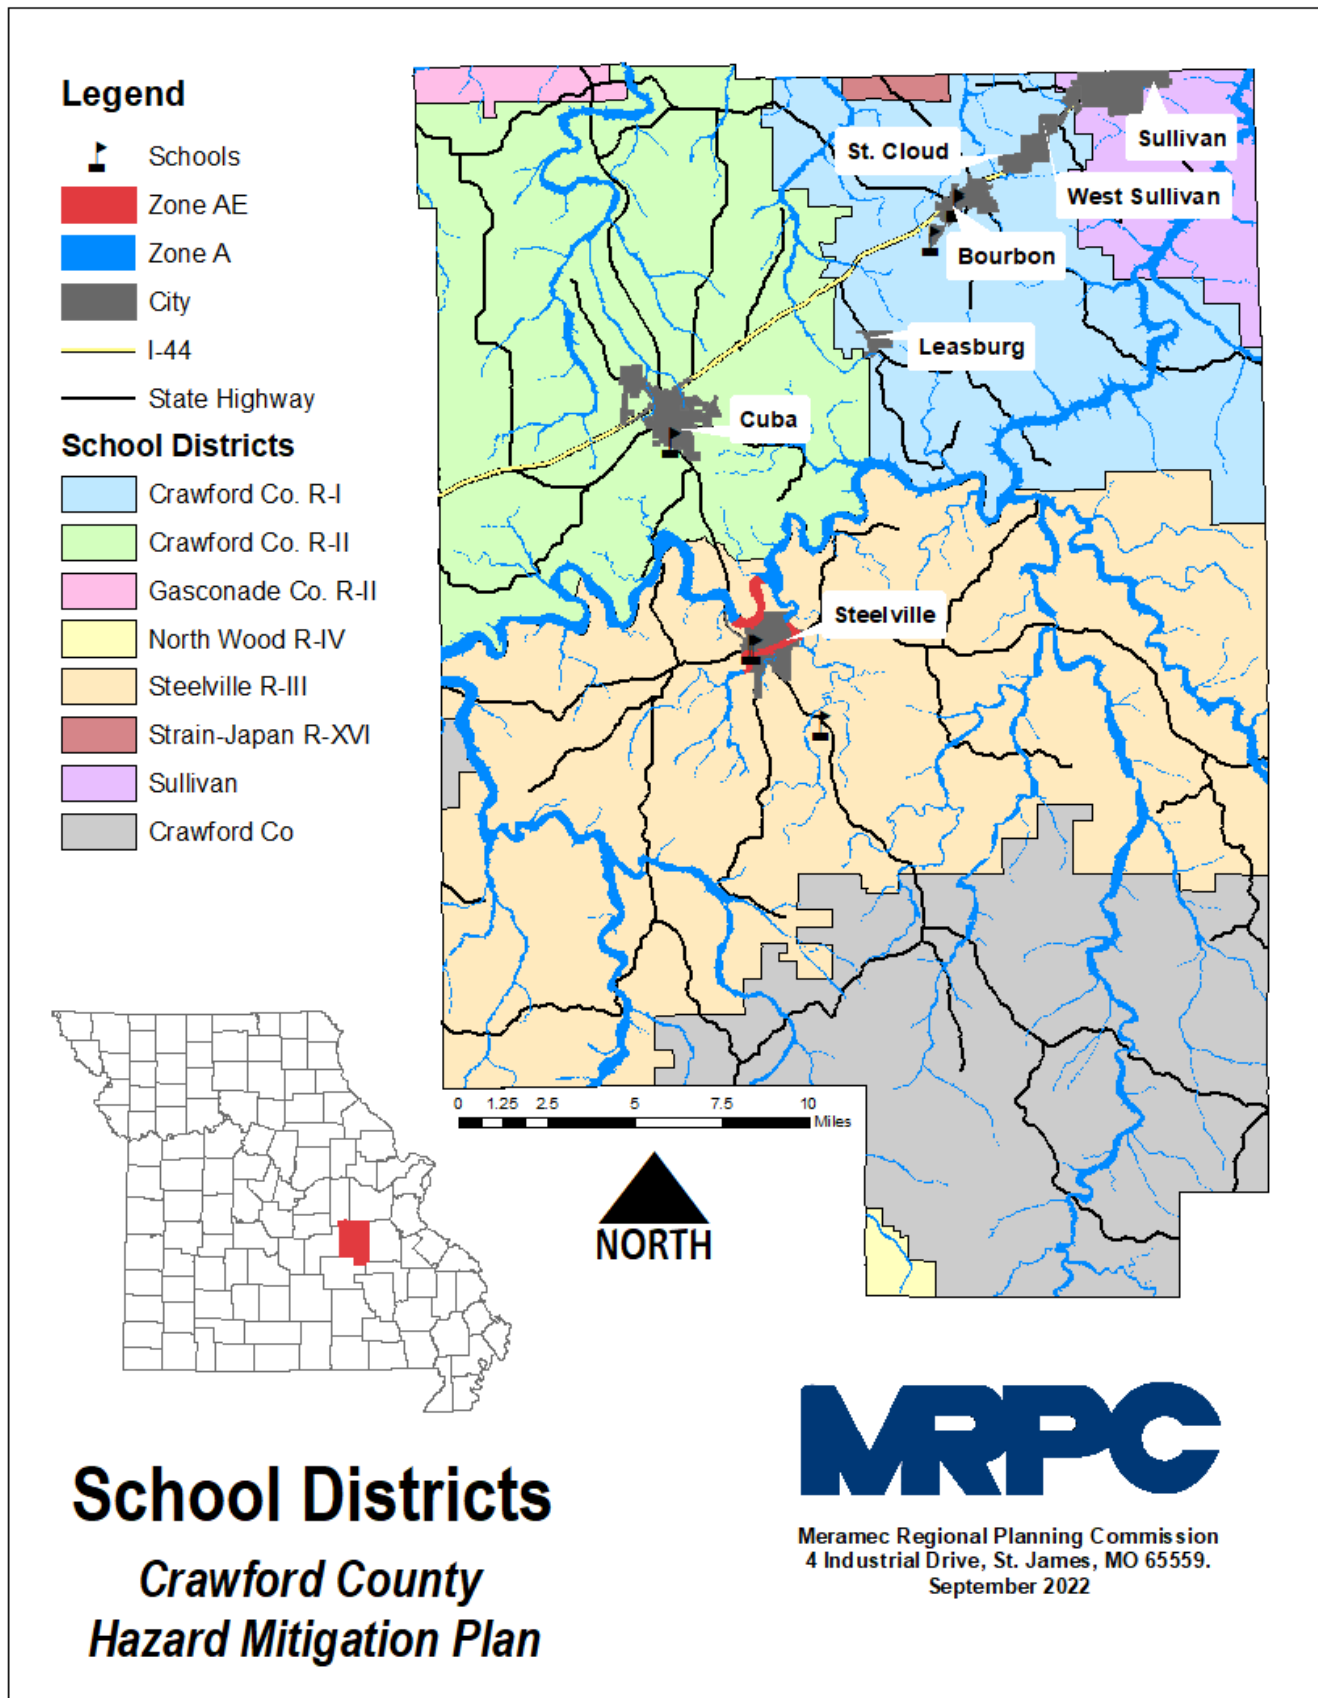 Legend
Schools
Zone AE
Zone A
City
I-44
State Highway
School Districts
Crawford Co. R-I
Crawford Co. R-II
Gasconade Co. R-II
North Wood R-IV
Steelville R-III
Strain-Japan R-XVI
Sullivan
Crawford Co
Sullivan
St. Cloud
West Sullivan
Bourbon
Leasburg
Cuba
Steelville
0 1.25 2.5 5 7.5 10
Miles
NORTH
MRPC
Meramec Regional Planning Commission
4 Industrial Drive, St. James, MO 65559.
September 2022
School Districts
Crawford County
Hazard Mitigation Plan